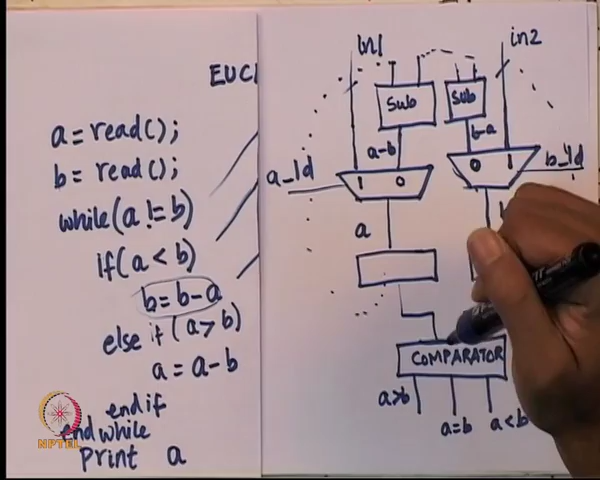 a = read();
b = read();
while(a != b)
if(a < b)
b = b - a
else if (a > b)
a = a - b
endif
end while
print a
NPTEL
in1
in2
Sub
Sub
a-b
b-a
a_ld
1 0
0 1
b_ld
a
COMPARATOR
a>b
a=b
a<b